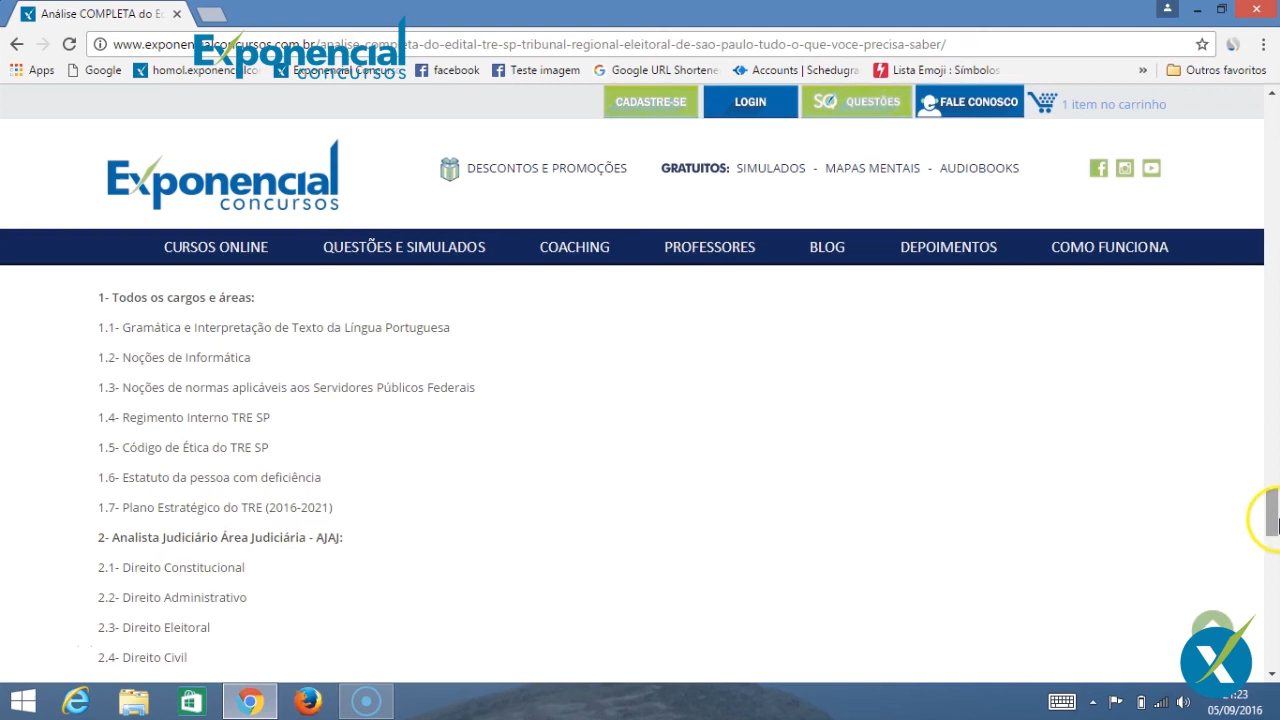 Análise COMPLETA do E
www.exponencialconcursos.com.br/analise-completa-do-edital-tre-sp-tribunal-regional-eleitoral-de-sao-paulo-tudo-o-que-voce-precisa-saber/
Exponencial
concursos
Apps Google homol.exponencialco Exponencial Concur facebook Teste imagem Google URL Shortene Accounts | Schedugra Lista Emoji : Símbolos » Outros favoritos
CADASTRE-SE LOGIN SQ QUESTÕES FALE CONOSCO 1 item no carrinho
Exponencial
concursos
DESCONTOS E PROMOÇÕES GRATUITOS: SIMULADOS - MAPAS MENTAIS - AUDIOBOOKS
CURSOS ONLINE QUESTÕES E SIMULADOS COACHING PROFESSORES BLOG DEPOIMENTOS COMO FUNCIONA
1- Todos os cargos e áreas:
1.1- Gramática e Interpretação de Texto da Língua Portuguesa
1.2- Noções de Informática
1.3- Noções de normas aplicáveis aos Servidores Públicos Federais
1.4- Regimento Interno TRE SP
1.5- Código de Ética do TRE SP
1.6- Estatuto da pessoa com deficiência
1.7- Plano Estratégico do TRE (2016-2021)
2- Analista Judiciário Área Judiciária - AJAJ:
2.1- Direito Constitucional
2.2- Direito Administrativo
2.3- Direito Eleitoral
2.4- Direito Civil
05/09/2016